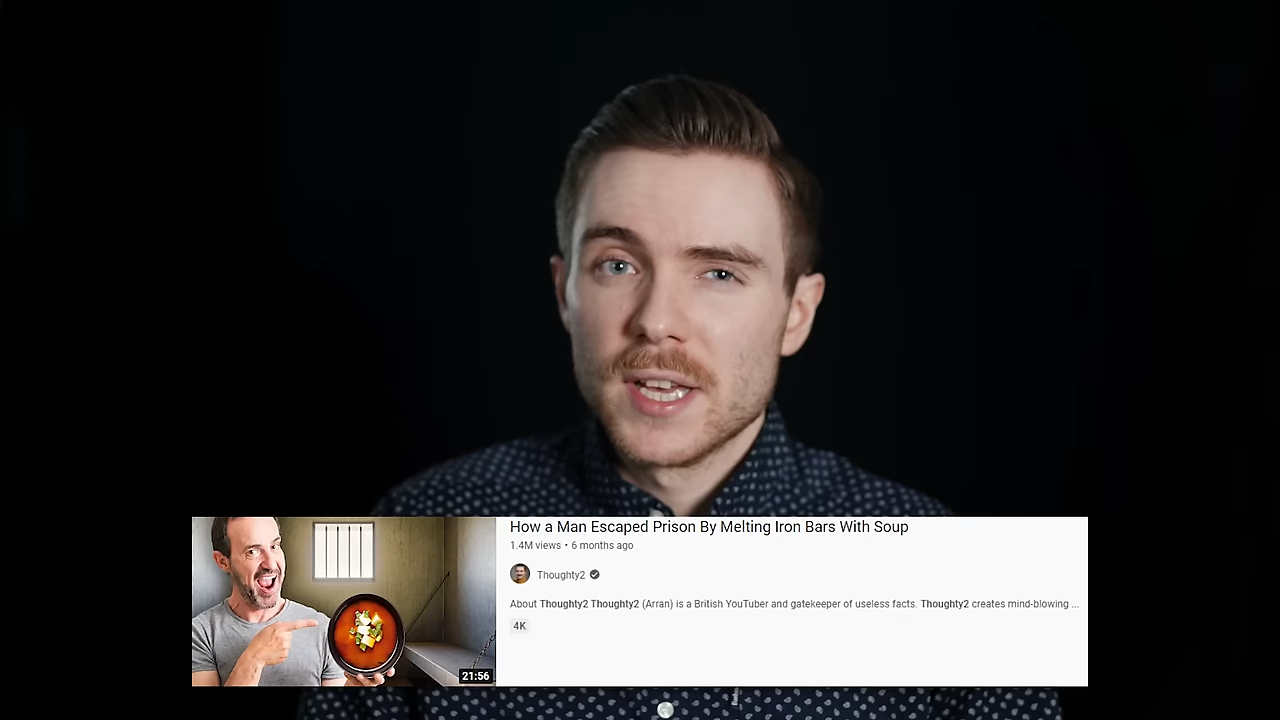 How a Man Escaped Prison By Melting Iron Bars With Soup
1.4M views • 6 months ago
Thoughty2
About Thoughty2 Thoughty2 (Arran) is a British YouTuber and gatekeeper of useless facts. Thoughty2 creates mind-blowing ...
4K
21:56